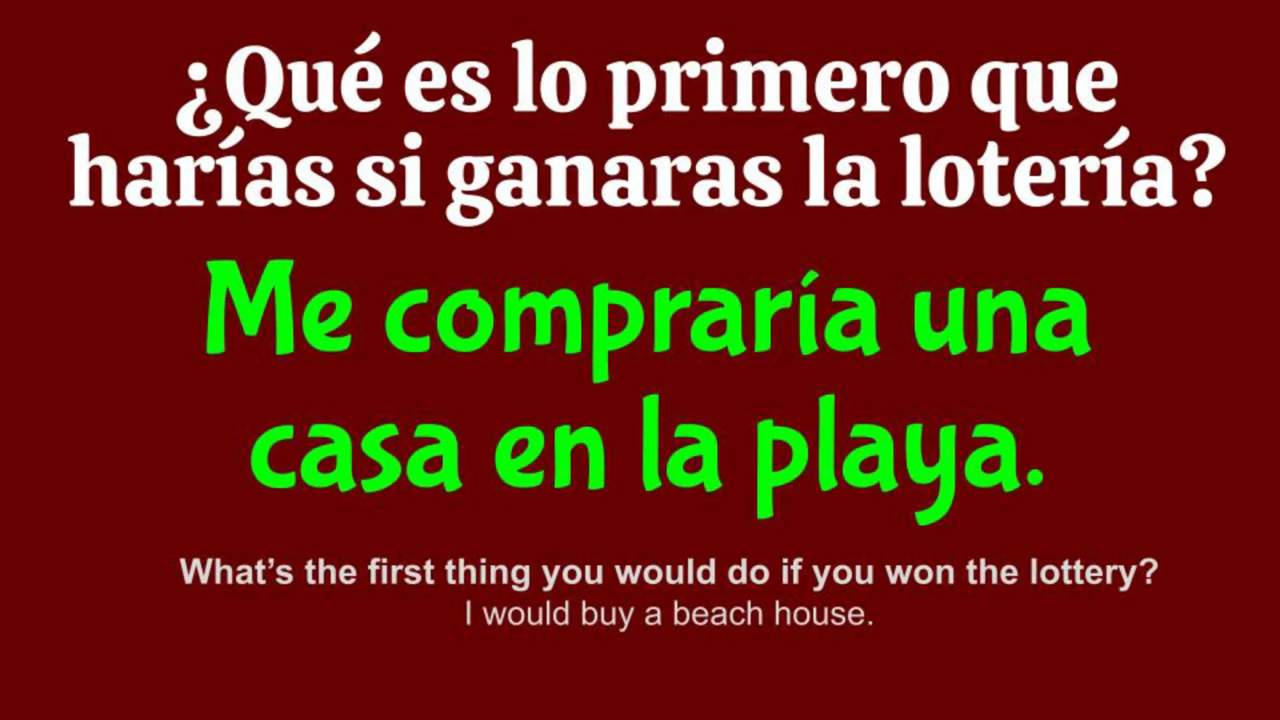 ¿Qué es lo primero que
harías si ganaras la lotería?
Me compraría una
casa en la playa.
What’s the first thing you would do if you won the lottery?
I would buy a beach house.